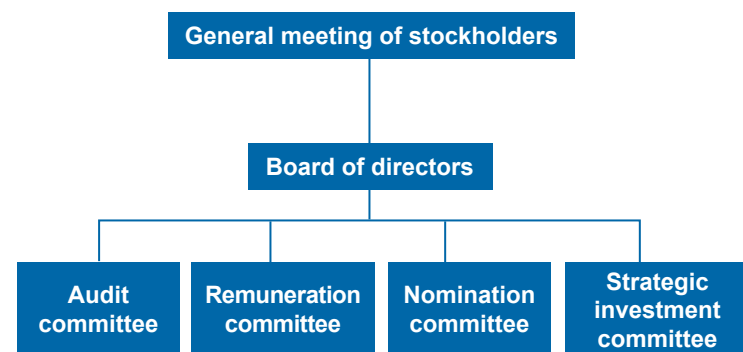 General meeting of stockholders
Board of directors
Audit
committee
Remuneration
committee
Nomination
committee
Strategic
investment
committee